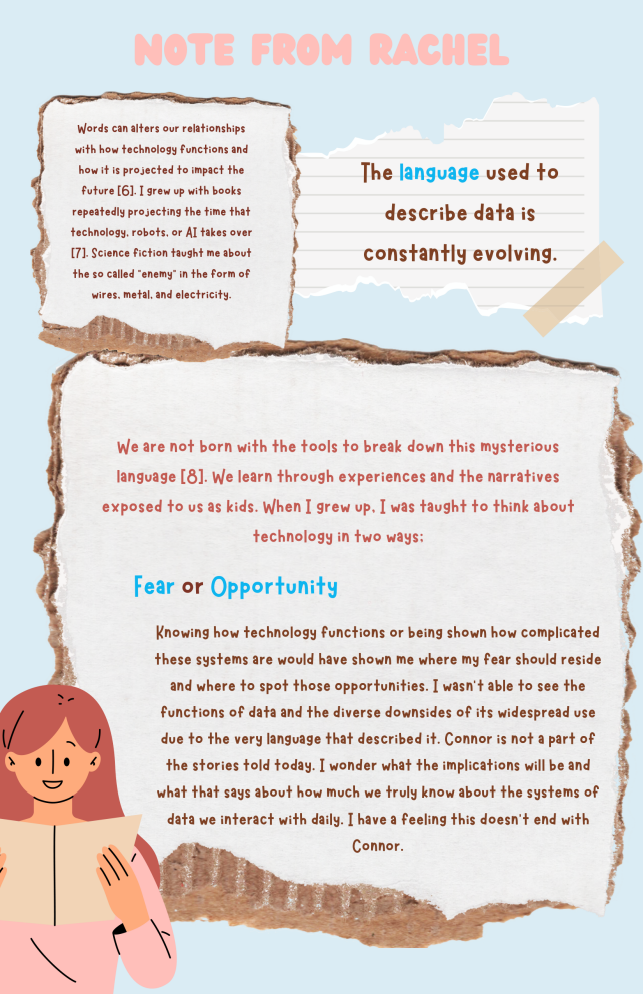 NOTE FROM RACHEL
Words can alters our relationships
with how technology functions and
how it is projected to impact the
future [6]. I grew up with books
repeatedly projecting the time that
technology, robots, or AI takes over
[7]. Science fiction taught me about
the so called "enemy" in the form of
wires, metal, and electricity.
The language used to
describe data is
constantly evolving.
We are not born with the tools to break down this mysterious
language [8]. We learn through experiences and the narratives
exposed to us as kids. When I grew up, I was taught to think about
technology in two ways:
Fear or Opportunity
Knowing how technology functions or being shown how complicated
these systems are would have shown me where my fear should reside
and where to spot those opportunities. I wasn't able to see the
functions of data and the diverse downsides of its widespread use
due to the very language that described it. Connor is not a part of
the stories told today. I wonder what the implications will be and
what that says about how much we truly know about the systems of
data we interact with daily. I have a feeling this doesn't end with
Connor.